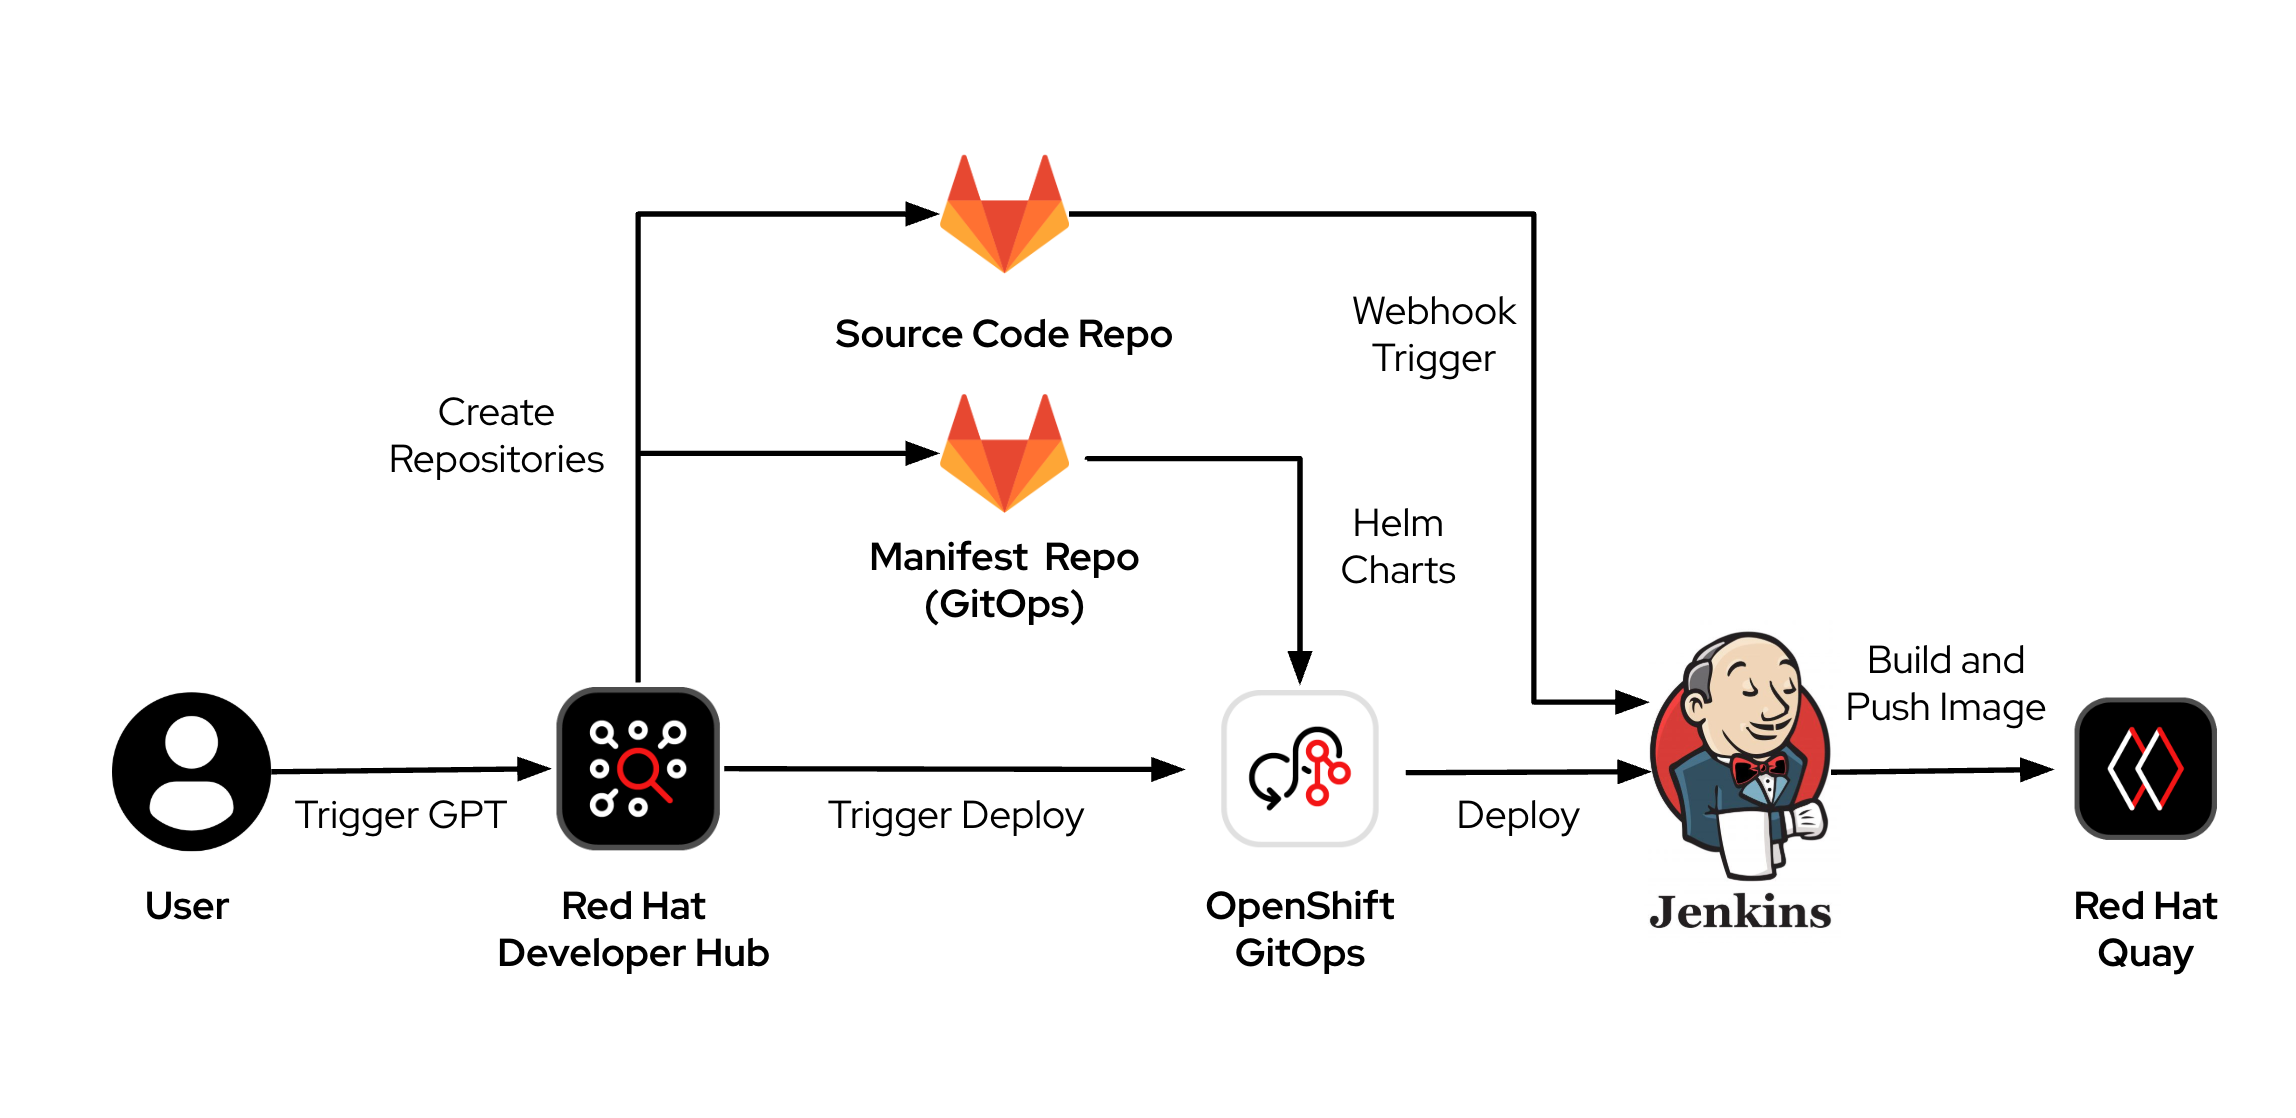 Source Code Repo
Webhook
Trigger
Create
Repositories
Manifest  Repo
(GitOps)
Helm
Charts
Build and
Push Image
Trigger GPT
Trigger Deploy
Deploy
User
Red Hat
Developer Hub
OpenShift
GitOps
Jenkins
Red Hat
Quay